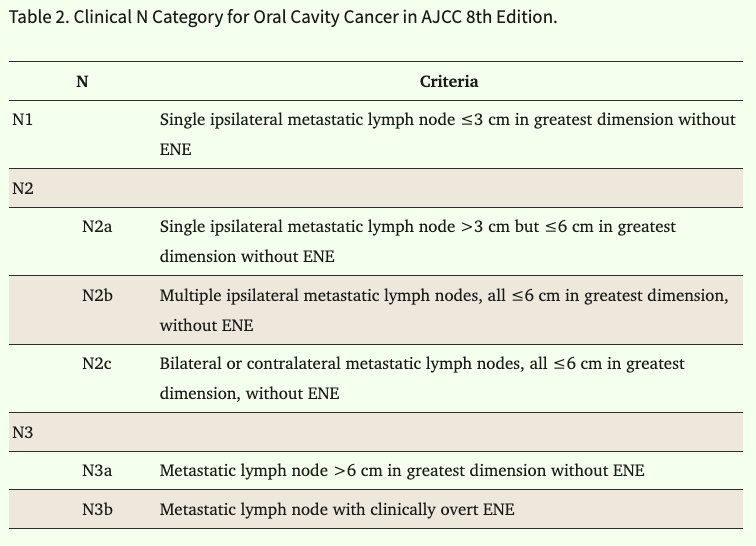 Table 2. Clinical N Category for Oral Cavity Cancer in AJCC 8th Edition.
N Criteria
N1 Single ipsilateral metastatic lymph node ≤3 cm in greatest dimension without
ENE
N2
N2a Single ipsilateral metastatic lymph node >3 cm but ≤6 cm in greatest
dimension without ENE
N2b Multiple ipsilateral metastatic lymph nodes, all ≤6 cm in greatest dimension,
without ENE
N2c Bilateral or contralateral metastatic lymph nodes, all ≤6 cm in greatest
dimension, without ENE
N3
N3a Metastatic lymph node >6 cm in greatest dimension without ENE
N3b Metastatic lymph node with clinically overt ENE